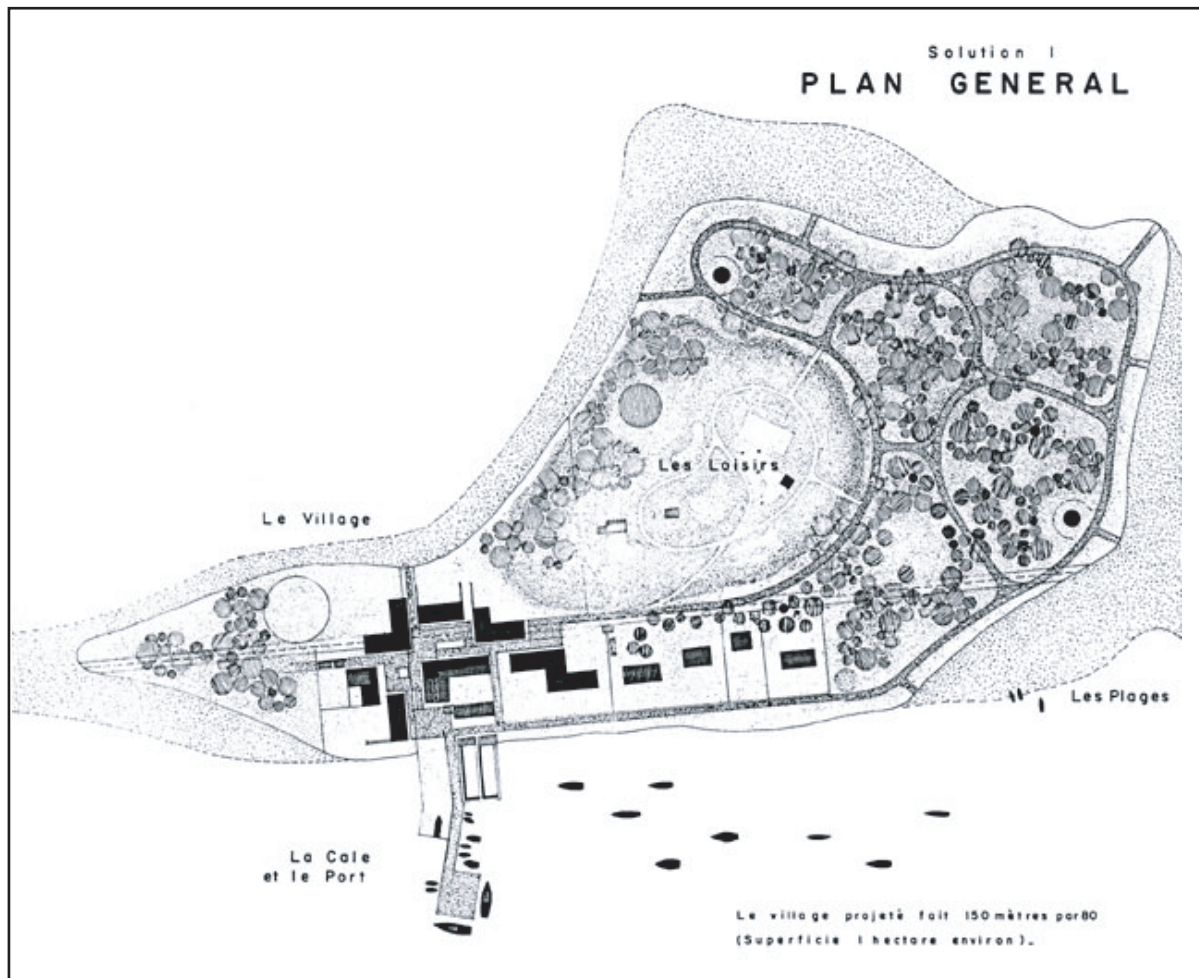 Solution I
PLAN GENERAL
Les Loisirs
Le Village
Les Plages
La Cale
et le Port
Le village projeté fait 150 mètres par 80
(Superficie 1 hectare environ)_